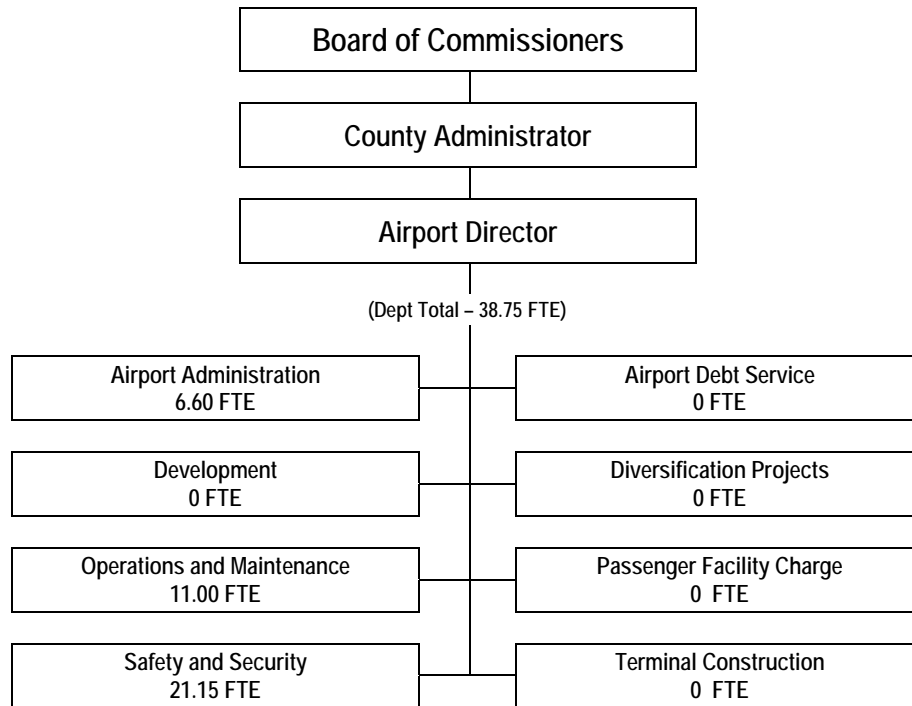 Board of Commissioners
County Administrator
Airport Director
(Dept Total – 38.75 FTE)
Airport Administration
6.60 FTE
Airport Debt Service
0 FTE
Development
0 FTE
Diversification Projects
0 FTE
Operations and Maintenance
11.00 FTE
Passenger Facility Charge
0 FTE
Safety and Security
21.15 FTE
Terminal Construction
0 FTE